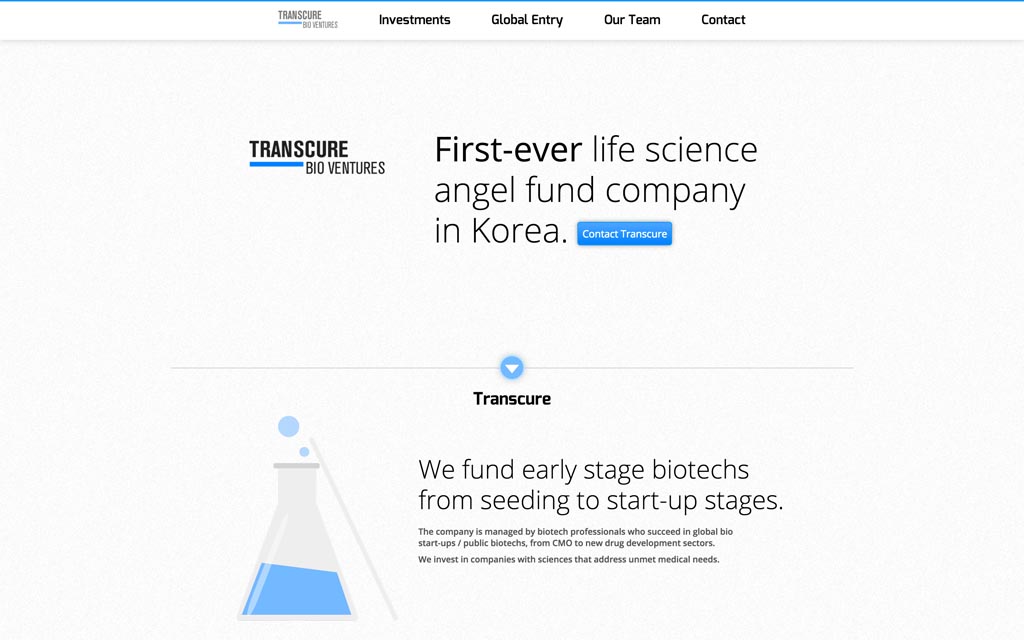 TRANSCURE
BIO VENTURES
Investments
Global Entry
Our Team
Contact
TRANSCURE
BIO VENTURES
First-ever life science
angel fund company
in Korea.
Contact Transcure
Transcure
We fund early stage biotechs
from seeding to start-up stages.
The company is managed by biotech professionals who succeed in global bio
start-ups / public biotechs, from CMO to new drug development sectors.
We invest in companies with sciences that address unmet medical needs.